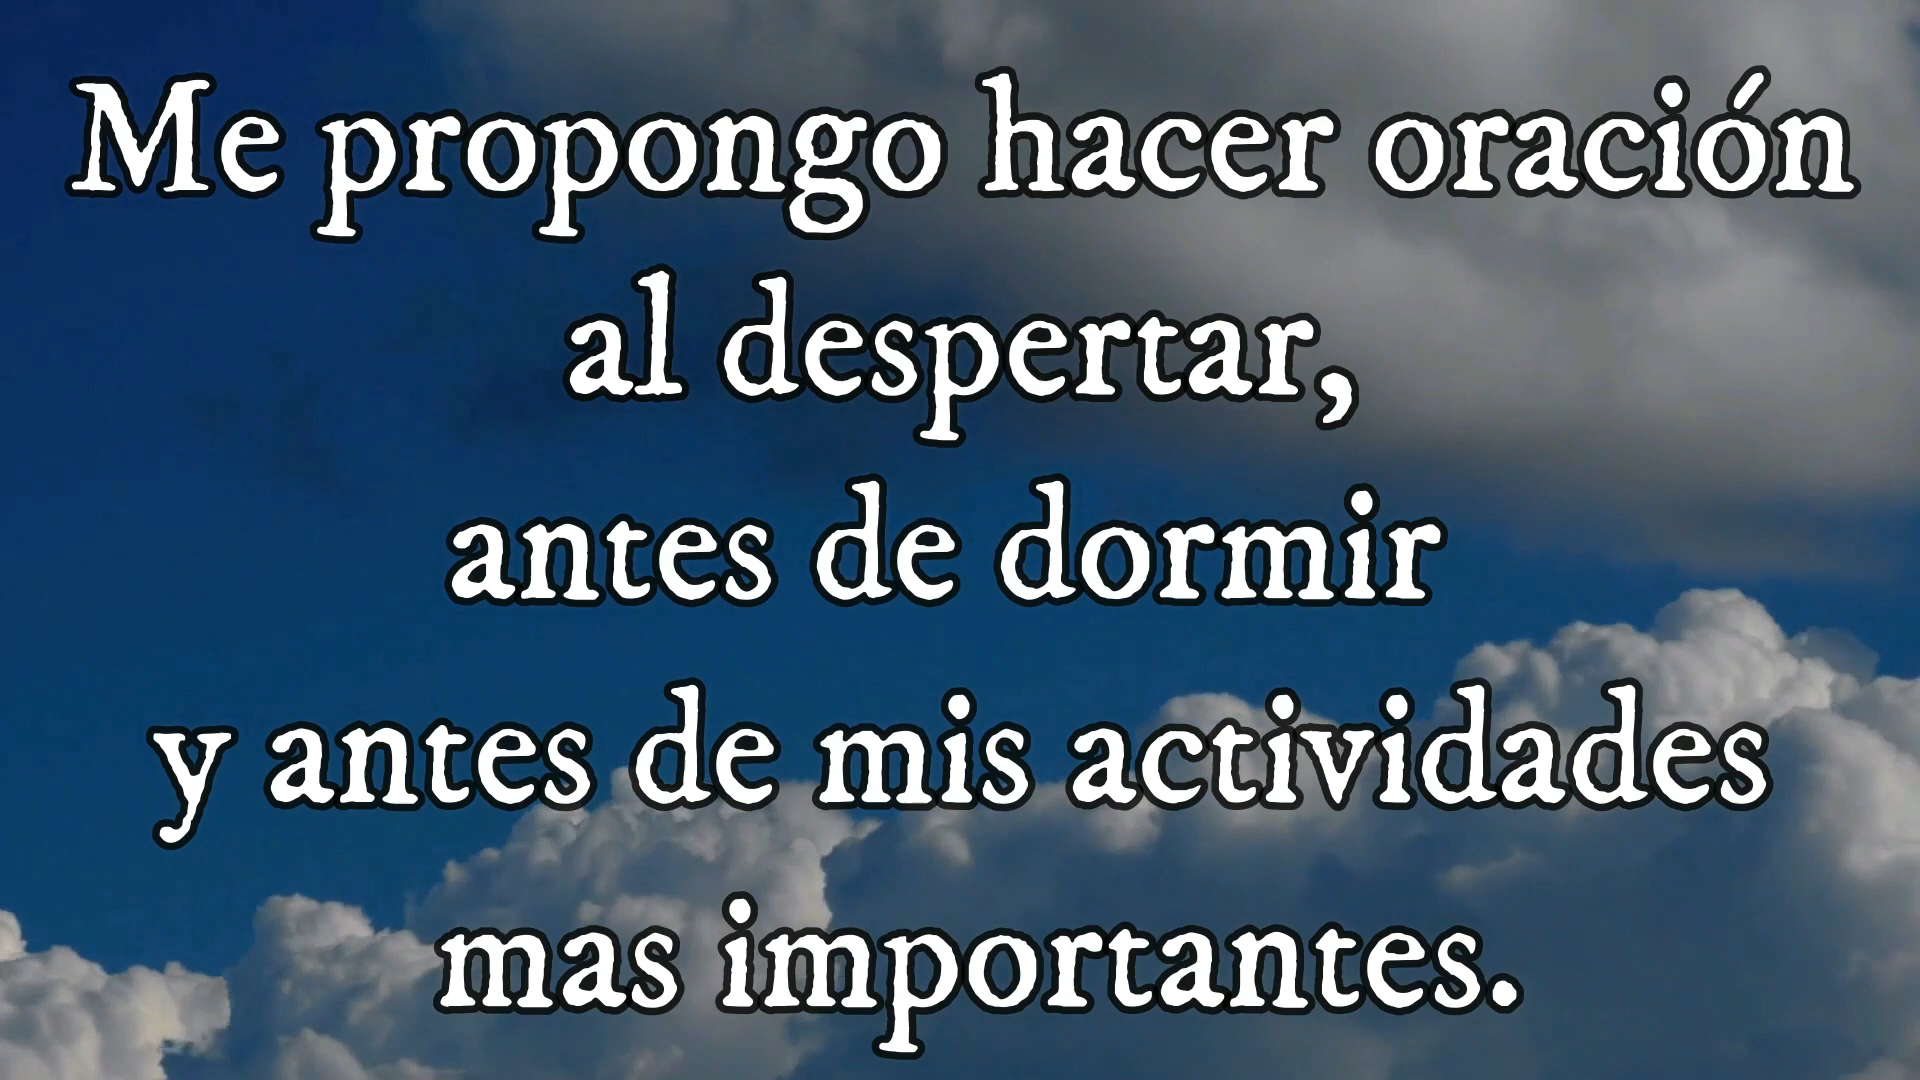 Me propongo hacer oración
al despertar,
antes de dormir
y antes de mis actividades
mas importantes.